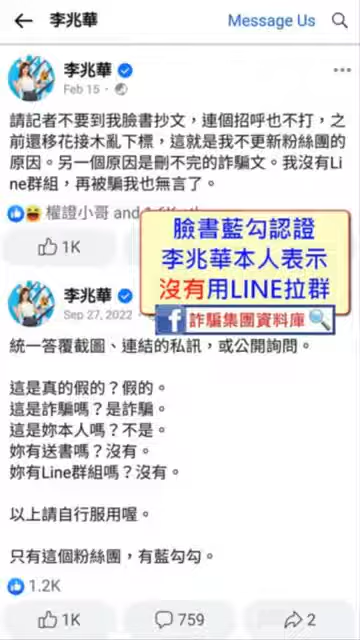 李兆華
Message Us
李兆華
Feb 15
請記者不要到我臉書抄文，連個招呼也不打，之
前還移花接木亂下標，這就是我不更新粉絲團的
原因。另一個原因是刪不完的詐騙文。我沒有Li
ne群組，再被騙我也無言了。
權證小哥 and
1K
臉書藍勾認證
李兆華本人表示
沒有用LINE拉群
詐騙集團資料庫
李兆華
Sep 27, 2022
統一答覆截圖、連結的私訊，或公開詢問。
這是真的假的？假的。
這是詐騙嗎？是詐騙。
這是妳本人嗎？不是。
妳有送書嗎？沒有。
妳有Line群組嗎？沒有。
以上請自行服用喔。
只有這個粉絲團，有藍勾勾。
1.2K
1K
759
2